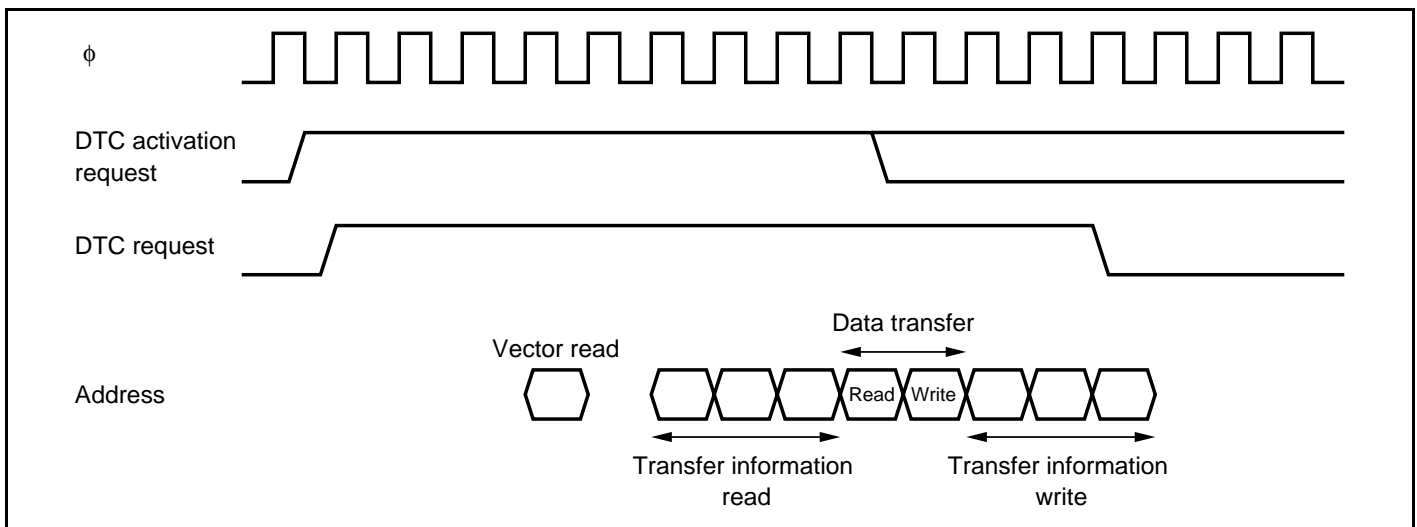 ϕ
DTC activation
request
DTC request
Data transfer
Vector read
Address
Read Write
Transfer information
read
Transfer information
write